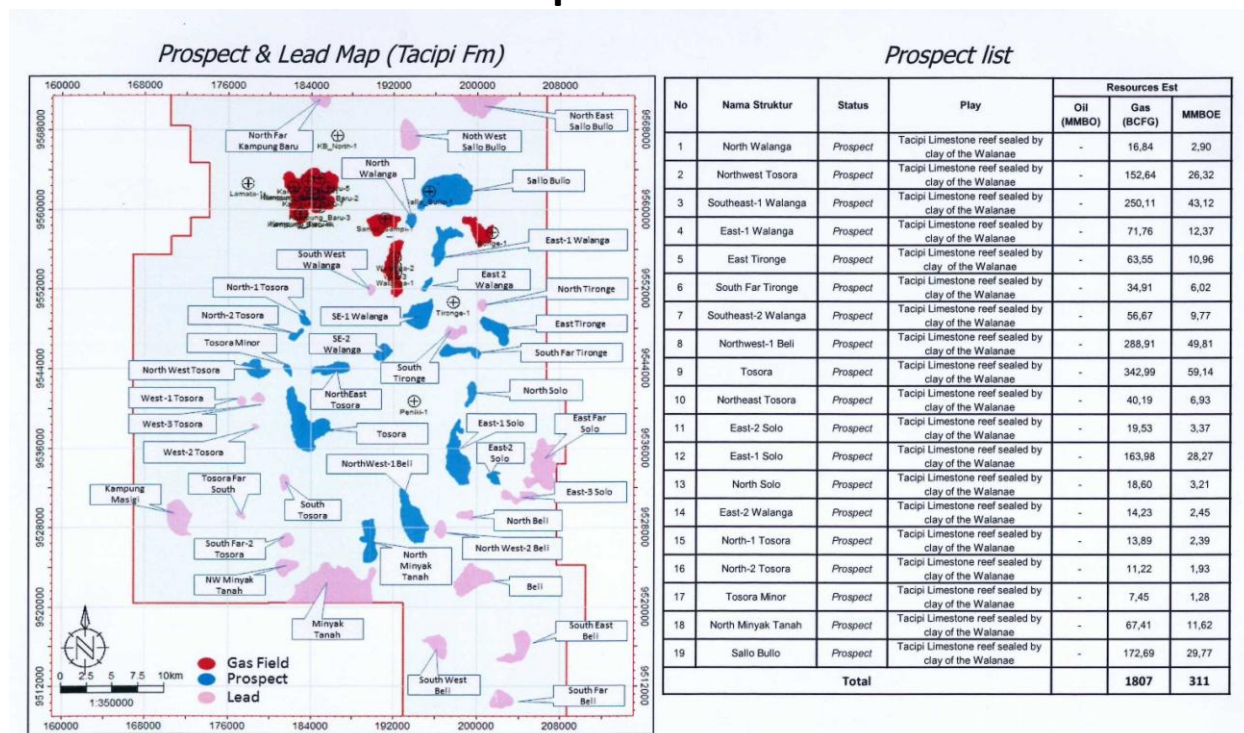 Prospect & Lead Map (Tacipi Fm)
160000 168000 176000 184000 192000 200000 208000
9568000
9560000
9552000
9544000
9536000
9528000
9520000
9512000
North Far
Kampung Baru
KB_North-1
North East
Sallo Bullo
Noth West
Sallo Bullo
North
Walanga
Sallo Bullo
Lamata-1
East-1 Walanga
South West
Walanga
Walanga-1
East 2
Walanga
North Tironge
North-1 Tosora
North-2 Tosora
SE-1 Walanga
Tironge-1
East Tironge
Tosora Minor
SE-2
Walanga
South Far Tironge
South
Tironge
North West Tosora
NorthEast
Tosora
North Solo
Peniki-1
West-1 Tosora
West-3 Tosora
West-2 Tosora
Tosora
East-1 Solo
East Far
Solo
East-2
Solo
NorthWest-1 Beli
Tosora Far
South
Kampung
Masigi
South
Tosora
East-3 Solo
North Beli
North West-2 Beli
South Far-2
Tosora
North
Minyak
Tanah
NW Minyak
Tanah
Beli
Minyak
Tanah
South East
Beli
South West
Beli
South Far
Beli
N
0 2.5 5 7.5 10km
1:350000
Gas Field
Prospect
Lead
160000 168000 176000 184000 192000 200000 208000
9568000
9560000
9552000
9544000
9536000
9528000
9520000
9512000
Prospect list
No Nama Struktur Status Play Resources Est
Oil (MMBO) Gas (BCFG) MMBOE
1 North Walanga Prospect Tacipi Limestone reef sealed by clay of the Walanae - 16,84 2,90
2 Northwest Tosora Prospect Tacipi Limestone reef sealed by clay of the Walanae - 152,64 26,32
3 Southeast-1 Walanga Prospect Tacipi Limestone reef sealed by clay of the Walanae - 250,11 43,12
4 East-1 Walanga Prospect Tacipi Limestone reef sealed by clay of the Walanae - 71,76 12,37
5 East Tironge Prospect Tacipi Limestone reef sealed by clay of the Walanae - 63,55 10,96
6 South Far Tironge Prospect Tacipi Limestone reef sealed by clay of the Walanae - 34,91 6,02
7 Southeast-2 Walanga Prospect Tacipi Limestone reef sealed by clay of the Walanae - 56,67 9,77
8 Northwest-1 Beli Prospect Tacipi Limestone reef sealed by clay of the Walanae - 288,91 49,81
9 Tosora Prospect Tacipi Limestone reef sealed by clay of the Walanae - 342,99 59,14
10 Northeast Tosora Prospect Tacipi Limestone reef sealed by clay of the Walanae - 40,19 6,93
11 East-2 Solo Prospect Tacipi Limestone reef sealed by clay of the Walanae - 19,53 3,37
12 East-1 Solo Prospect Tacipi Limestone reef sealed by clay of the Walanae - 163,98 28,27
13 North Solo Prospect Tacipi Limestone reef sealed by clay of the Walanae - 18,60 3,21
14 East-2 Walanga Prospect Tacipi Limestone reef sealed by clay of the Walanae - 14,23 2,45
15 North-1 Tosora Prospect Tacipi Limestone reef sealed by clay of the Walanae - 13,89 2,39
16 North-2 Tosora Prospect Tacipi Limestone reef sealed by clay of the Walanae - 11,22 1,93
17 Tosora Minor Prospect Tacipi Limestone reef sealed by clay of the Walanae - 7,45 1,28
18 North Minyak Tanah Prospect Tacipi Limestone reef sealed by clay of the Walanae - 67,41 11,62
19 Sallo Bullo Prospect Tacipi Limestone reef sealed by clay of the Walanae - 172,69 29,77
Total 1807 311